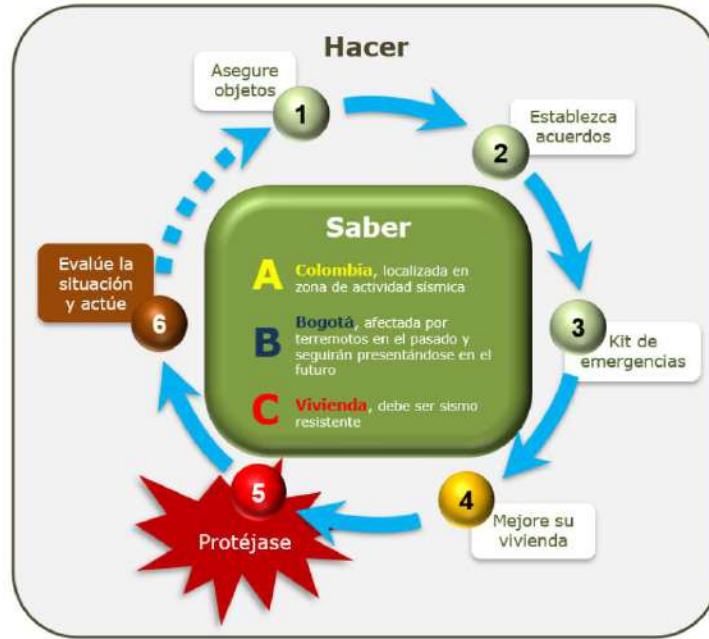 Hacer
Asegure
objetos
1
Establezca
acuerdos
2
3
Kit de
emergencias
4
Mejore su
vivienda
5
Protéjase
Evalúe la
situación
y actúe
6
Saber
A
Colombia, localizada en
zona de actividad sísmica
B
Bogotá, afectada por
terremotos en el pasado y
seguirán presentándose en el
futuro
C
Vivienda, debe ser sismo
resistente